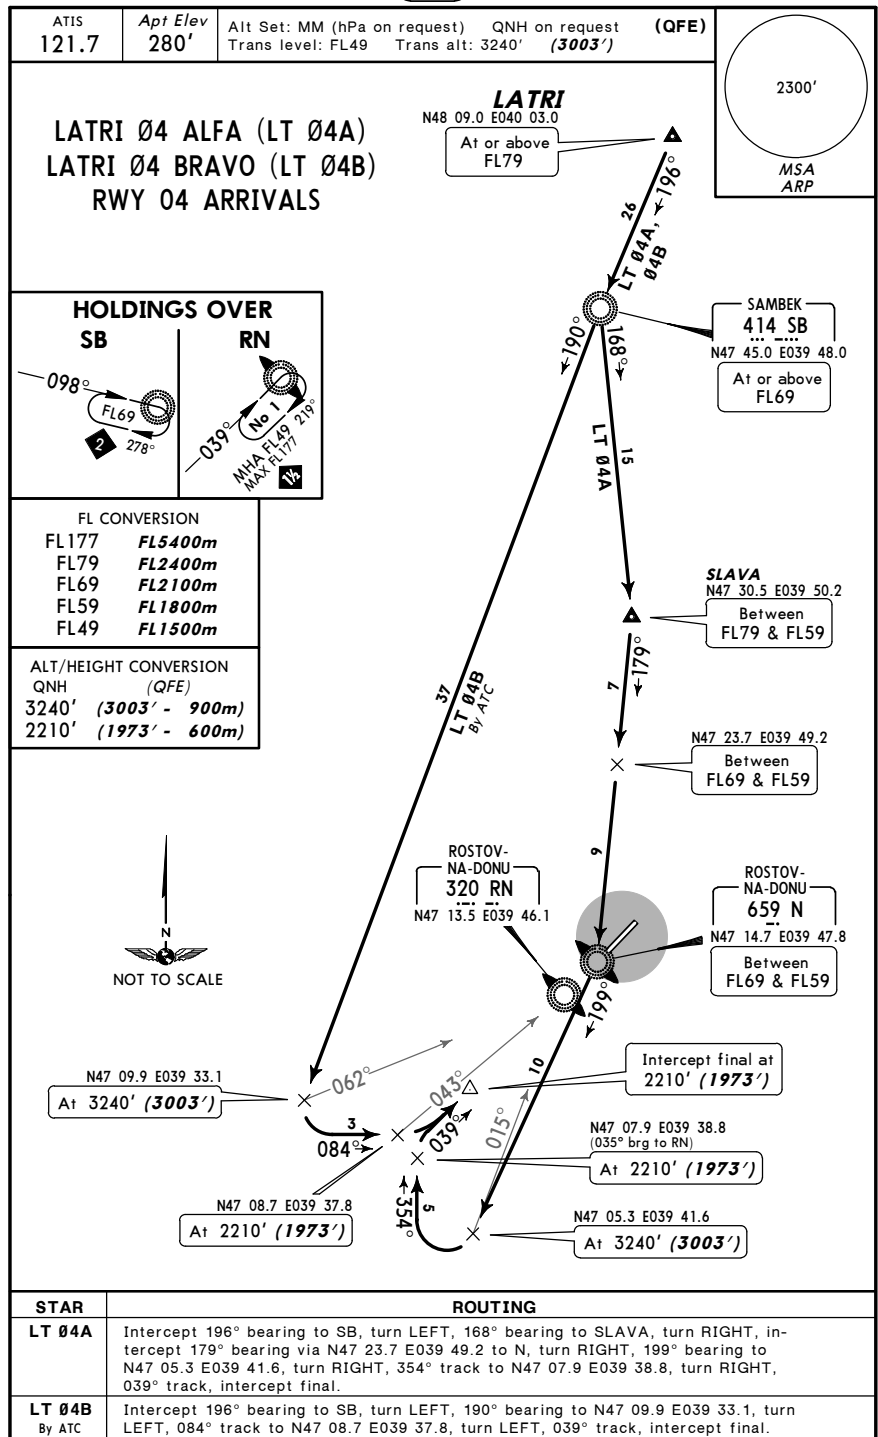 ATIS
121.7
Apt Elev
280'
Alt Set: MM (hPa on request) QNH on request (QFE)
Trans level: FL49 Trans alt: 3240' (3003')
2300'
MSA
ARP
LATRI Ø4 ALFA (LT Ø4A)
LATRI Ø4 BRAVO (LT Ø4B)
RWY 04 ARRIVALS
LATRI
N48 09.0 E040 03.0
At or above
FL79
←196°
26
LT Ø4A,
Ø4B
SAMBEK
414 SB
N47 45.0 E039 48.0
At or above
FL69
←190°
168°→
HOLDINGS OVER
SB
098°
FL69
278°
2
RN
039°
No 1
219°
MHA FL49
MAX FL177
1½
FL CONVERSION
FL177 FL5400m
FL79 FL2400m
FL69 FL2100m
FL59 FL1800m
FL49 FL1500m
ALT/HEIGHT CONVERSION
QNH (QFE)
3240' (3003' - 900m)
2210' (1973' - 600m)
15
LT Ø4A
SLAVA
N47 30.5 E039 50.2
Between
FL79 & FL59
←179°
7
37
LT Ø4B
By ATC
N47 23.7 E039 49.2
Between
FL69 & FL59
9
ROSTOV-
NA-DONU
320 RN
N47 13.5 E039 46.1
ROSTOV-
NA-DONU
659 N
N47 14.7 E039 47.8
Between
FL69 & FL59
N
NOT TO SCALE
←199°
10
N47 09.9 E039 33.1
At 3240' (3003')
062°
043°
015°
3
084°→
039°→
Intercept final at
2210' (1973')
N47 07.9 E039 38.8
(035° brg to RN)
At 2210' (1973')
N47 08.7 E039 37.8
At 2210' (1973')
←354°
5
N47 05.3 E039 41.6
At 3240' (3003')
STAR ROUTING
LT Ø4A Intercept 196° bearing to SB, turn LEFT, 168° bearing to SLAVA, turn RIGHT, in-
tercept 179° bearing via N47 23.7 E039 49.2 to N, turn RIGHT, 199° bearing to
N47 05.3 E039 41.6, turn RIGHT, 354° track to N47 07.9 E039 38.8, turn RIGHT,
039° track, intercept final.
LT Ø4B Intercept 196° bearing to SB, turn LEFT, 190° bearing to N47 09.9 E039 33.1, turn
By ATC LEFT, 084° track to N47 08.7 E039 37.8, turn LEFT, 039° track, intercept final.